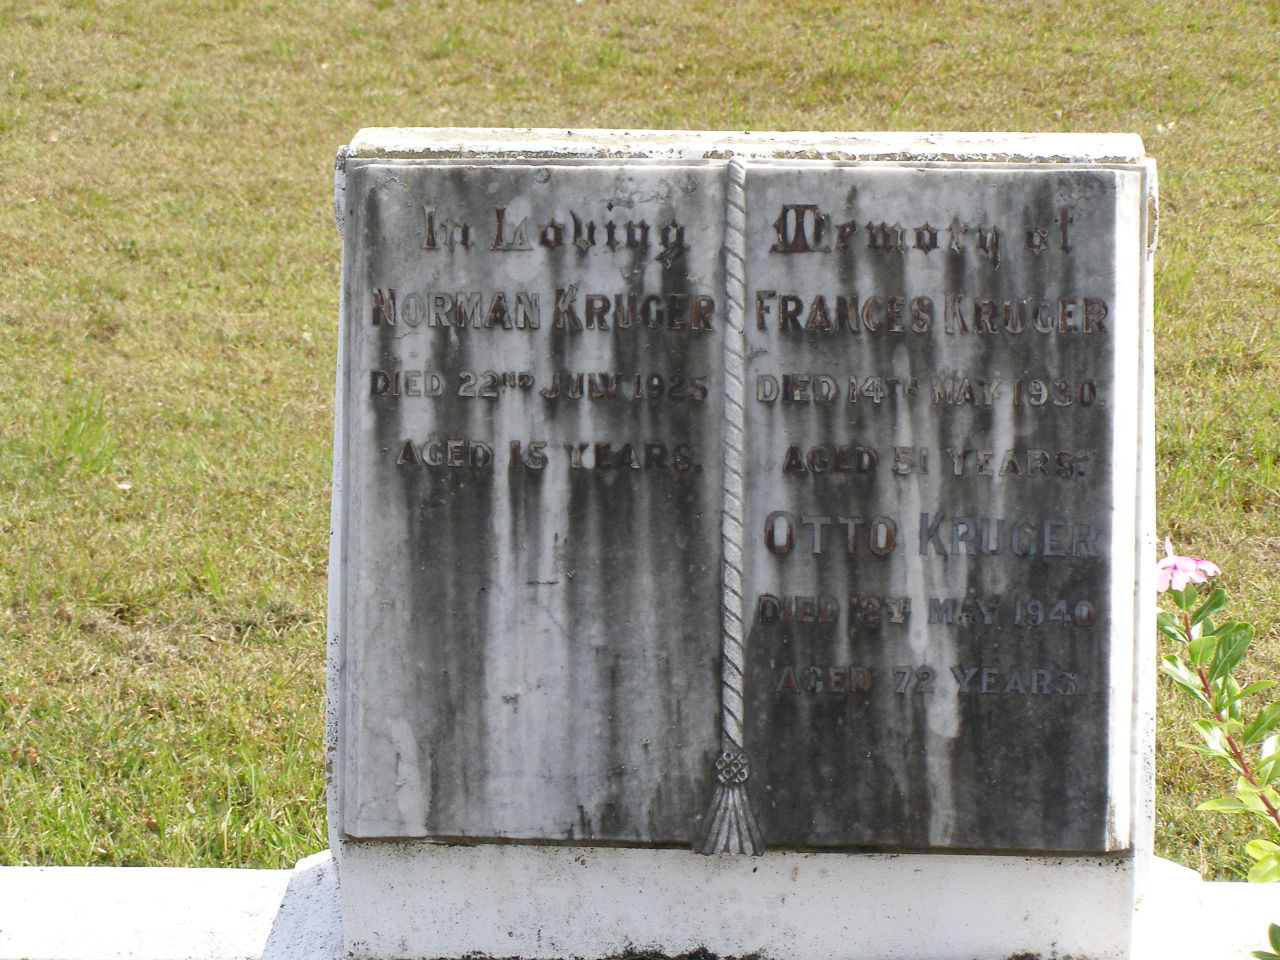 In Loving Memory of
NORMAN KRUGER
DIED 22ND JULY 1925
AGED 15 YEARS.
FRANCES KRUGER
DIED 14TH MAY 1930.
AGED 51 YEARS.
OTTO KRUGER
DIED MAY 1940
AGED 72 YEARS.